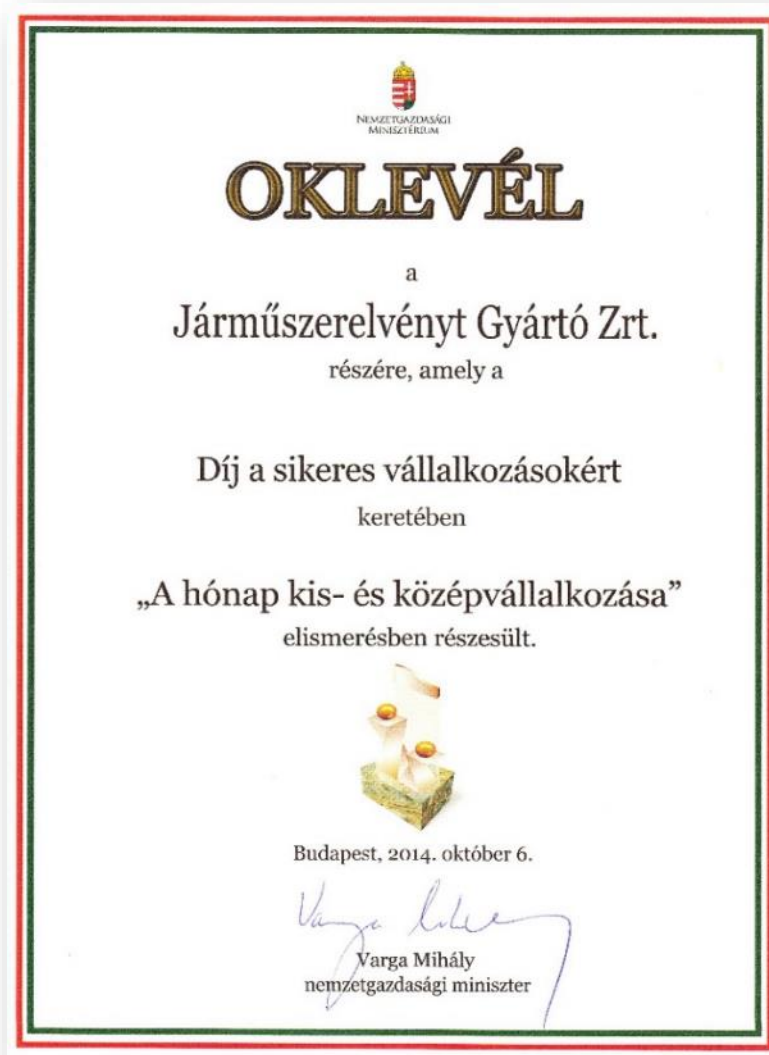 NEMZETGAZDASÁGI
MINISZTÉRIUM
OKLEVÉL
a
Járműszerelvényt Gyártó Zrt.
részére, amely a
Díj a sikeres vállalkozásokért
keretében
„A hónap kis- és középvállalkozása”
elismerésben részesült.
Budapest, 2014. október 6.
Varga Mihály
nemzetgazdasági miniszter